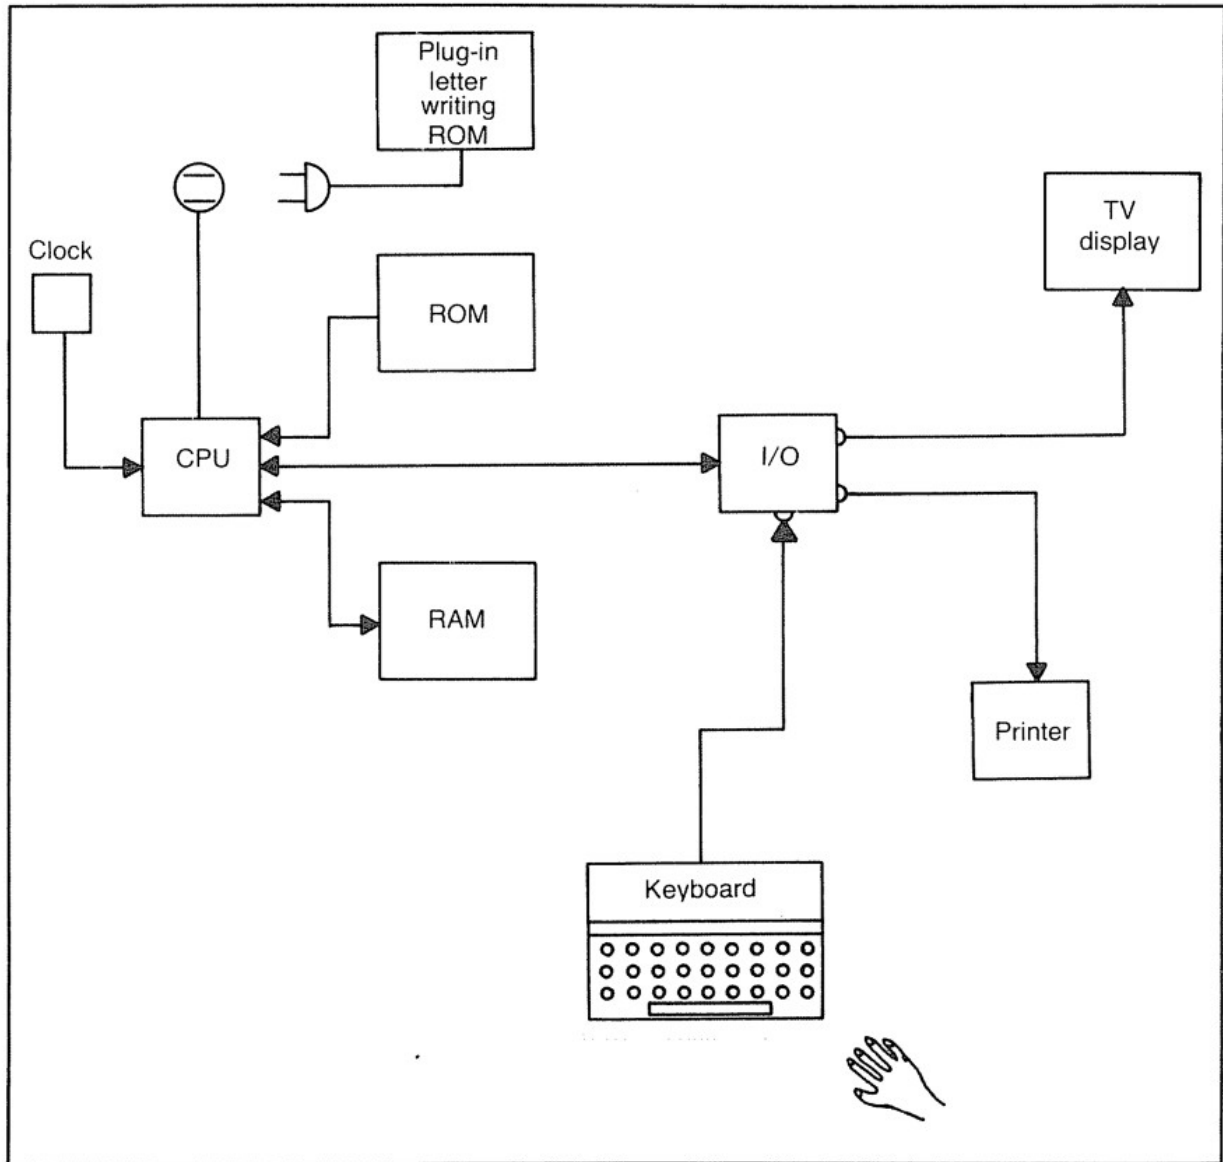 Plug-in
letter
writing
ROM
TV
display
Clock
ROM
CPU
I/O
RAM
Printer
Keyboard